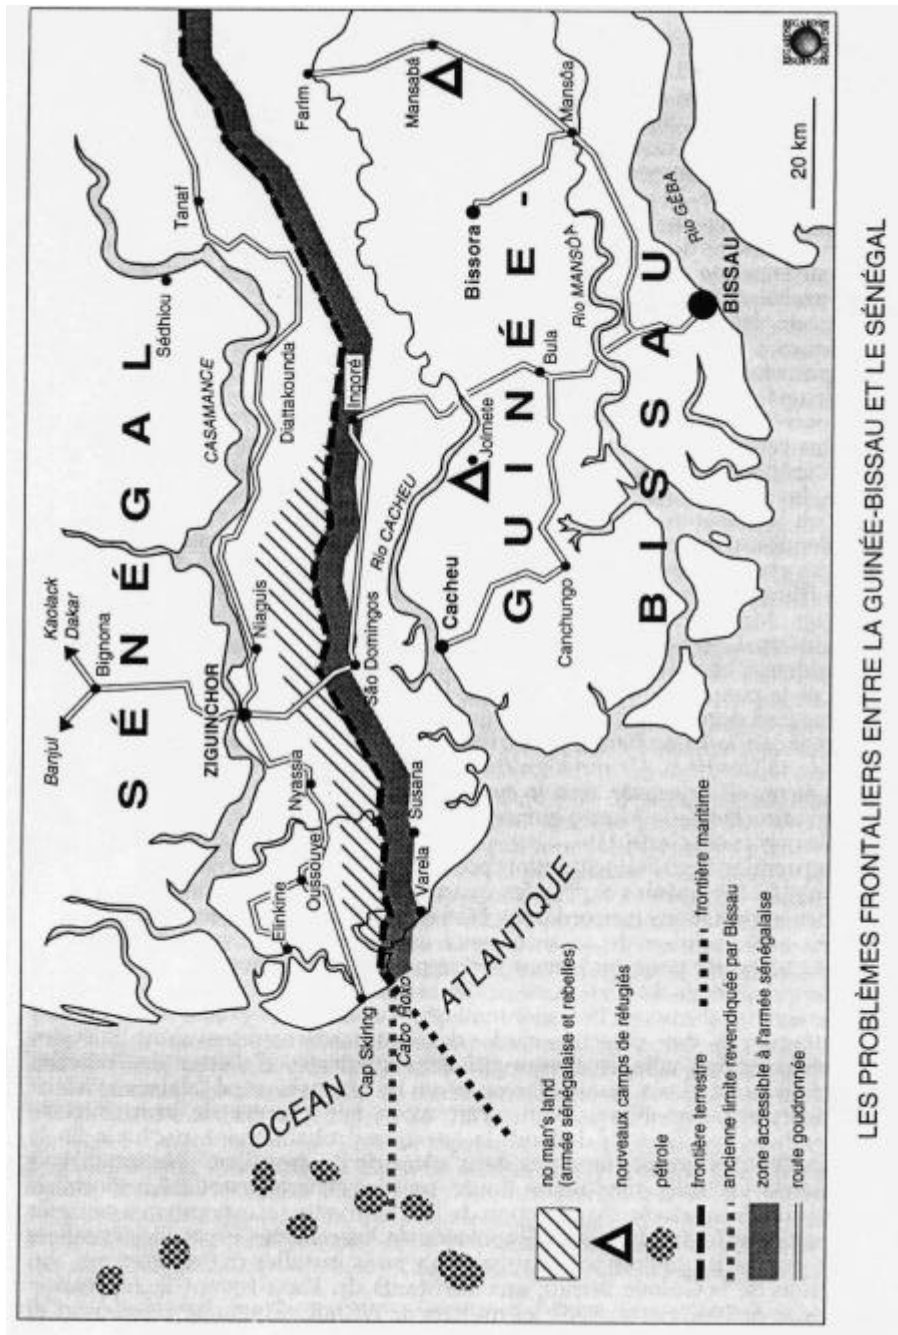 Banjul
Kaolack
Dakar
Bignona
SÉNÉGAL
ZIGUINCHOR
Niaguis
CASAMANCE
Sédhiou
Tanaf
Diattakounda
Nyassia
Oussouye
Elinkine
Cap Skiring
Cabo Roxo
Varela
Susana
São Domingos
Ingoré
Farim
Rio CACHEU
Mansabá
Jolmete
Cacheu
Bissora
Mansôa
Rio MANSÔA
Bula
Canchungo
GUINÉE-
BISSAU
BISSAU
Rio GÊBA
OCÉAN
ATLANTIQUE
20 km
no man's land
(armée sénégalaise et rebelles)
nouveaux camps de réfugiés
pétrole
frontière terrestre
frontière maritime
ancienne limite revendiquée par Bissau
zone accessible à l'armée sénégalaise
route goudronnée
LES PROBLÈMES FRONTALIERS ENTRE LA GUINÉE-BISSAU ET LE SÉNÉGAL